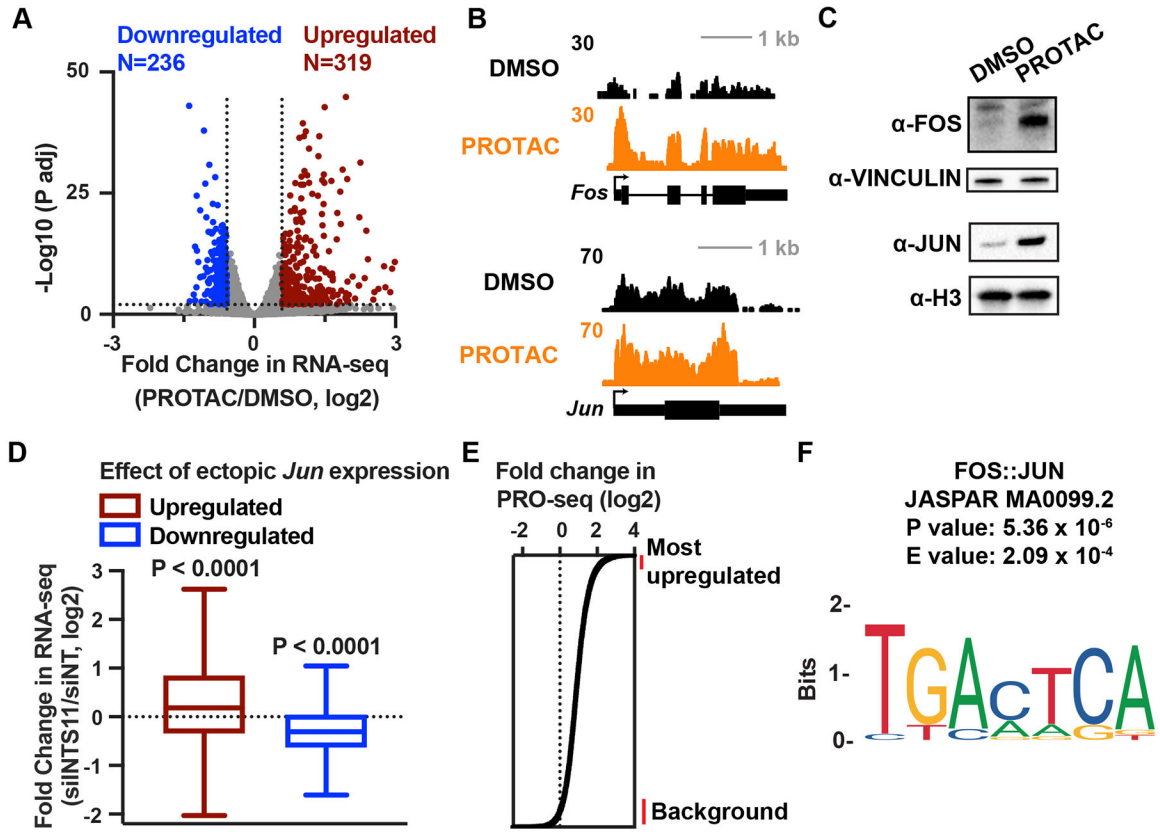 A
Downregulated
N=236
Upregulated
N=319
50
25
0
-Log10 (P adj)
-3
0
3
Fold Change in RNA-seq
(PROTAC/DMSO, log2)
B
30
1 kb
DMSO
30
PROTAC
Fos
1 kb
70
DMSO
70
PROTAC
Jun
C
DMSO
PROTAC
α-FOS
α-VINCULIN
α-JUN
α-H3
D
Effect of ectopic Jun expression
Upregulated
Downregulated
P < 0.0001
P < 0.0001
3
2
1
0
-1
-2
Fold Change in RNA-seq
(siINTS11/siNT, log2)
E
Fold change in
PRO-seq (log2)
-2 0 2 4
Most
upregulated
Background
F
FOS::JUN
JASPAR MA0099.2
P value: 5.36 x 10-6
E value: 2.09 x 10-4
2-
1-
0-
Bits
TGACTCA